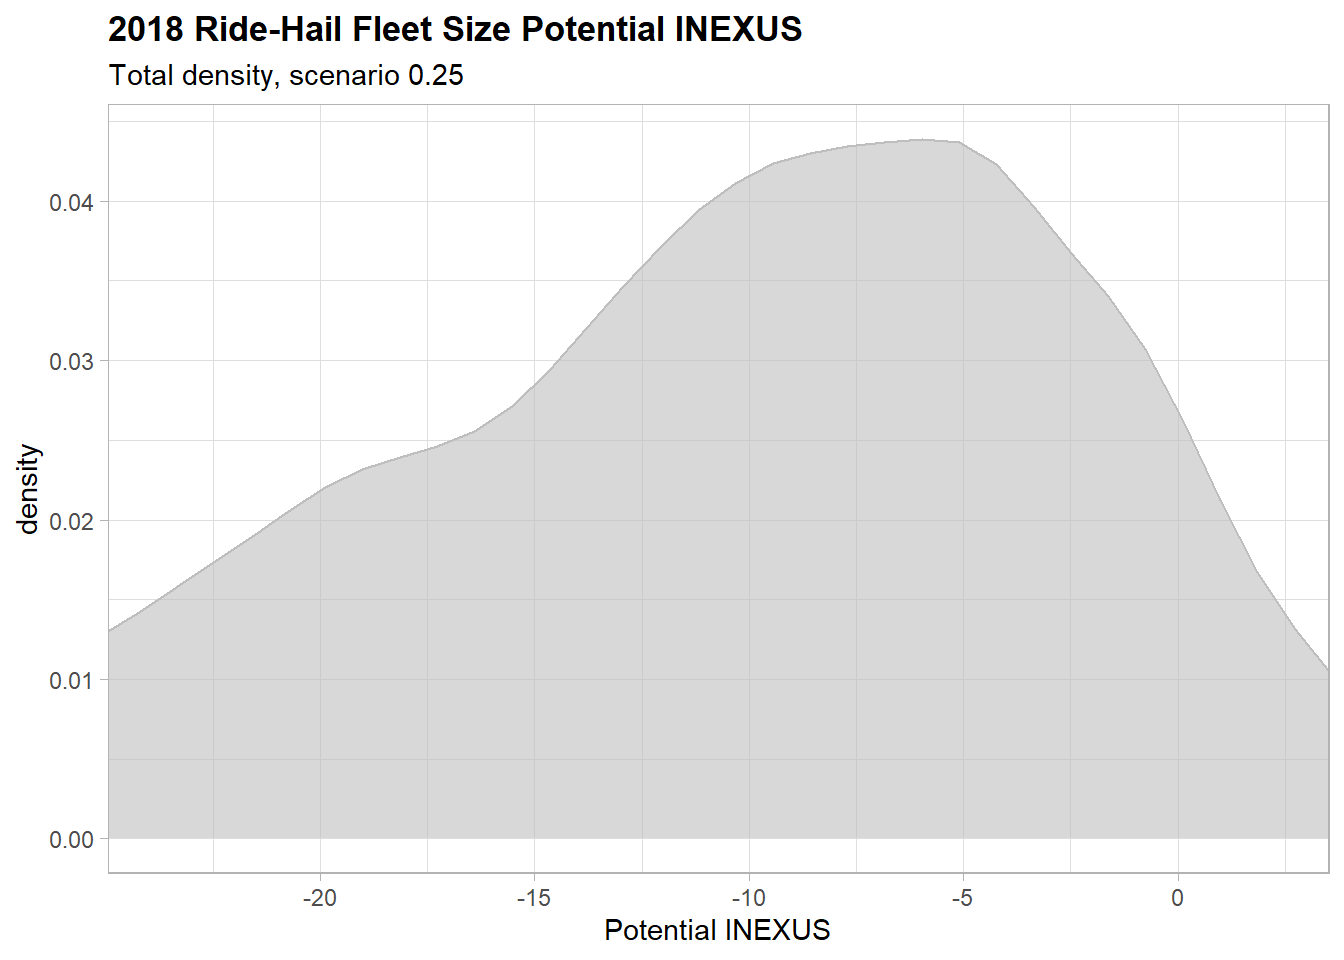 2018 Ride-Hail Fleet Size Potential INEXUS
Total density, scenario 0.25
density
0.04
0.03
0.02
0.01
0.00
-20 -15 -10 -5 0
Potential INEXUS